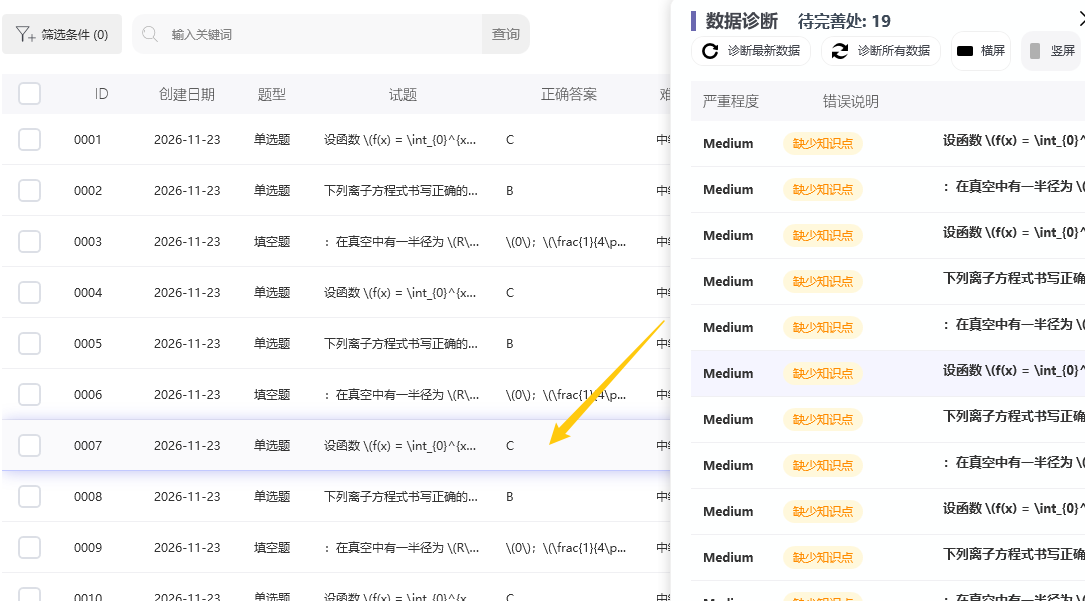 筛选条件 (0) 输入关键词 查询
ID 创建日期 题型 试题 正确答案
0001 2026-11-23 单选题 设函数 \(f(x) = \int_{0}^{x... C
0002 2026-11-23 单选题 下列离子方程式书写正确的... B
0003 2026-11-23 填空题 ：在真空中有一半径为 \(R\... \(0\)；\(\frac{1}{4\p...
0004 2026-11-23 单选题 设函数 \(f(x) = \int_{0}^{x... C
0005 2026-11-23 单选题 下列离子方程式书写正确的... B
0006 2026-11-23 填空题 ：在真空中有一半径为 \(R\... \(0\)；\(\frac{1}{4\p...
0007 2026-11-23 单选题 设函数 \(f(x) = \int_{0}^{x... C
0008 2026-11-23 单选题 下列离子方程式书写正确的... B
0009 2026-11-23 填空题 ：在真空中有一半径为 \(R\... \(0\)；\(\frac{1}{4\p...
0010 2026-11-23 单选题 设函数 \(f(x) = \int_{0}^{x... C
数据诊断 待完善处: 19
诊断最新数据 诊断所有数据 横屏 竖屏
严重程度 错误说明
Medium 缺少知识点 设函数 \(f(x) = \int_{0}^
Medium 缺少知识点 ：在真空中有一半径为 \(
Medium 缺少知识点 设函数 \(f(x) = \int_{0}^
Medium 缺少知识点 下列离子方程式书写正确
Medium 缺少知识点 ：在真空中有一半径为 \(
Medium 缺少知识点 设函数 \(f(x) = \int_{0}^
Medium 缺少知识点 下列离子方程式书写正确
Medium 缺少知识点 ：在真空中有一半径为 \(
Medium 缺少知识点 设函数 \(f(x) = \int_{0}^
Medium 缺少知识点 下列离子方程式书写正确
Medium 缺少知识点 ：在真空中有一半径为 \(